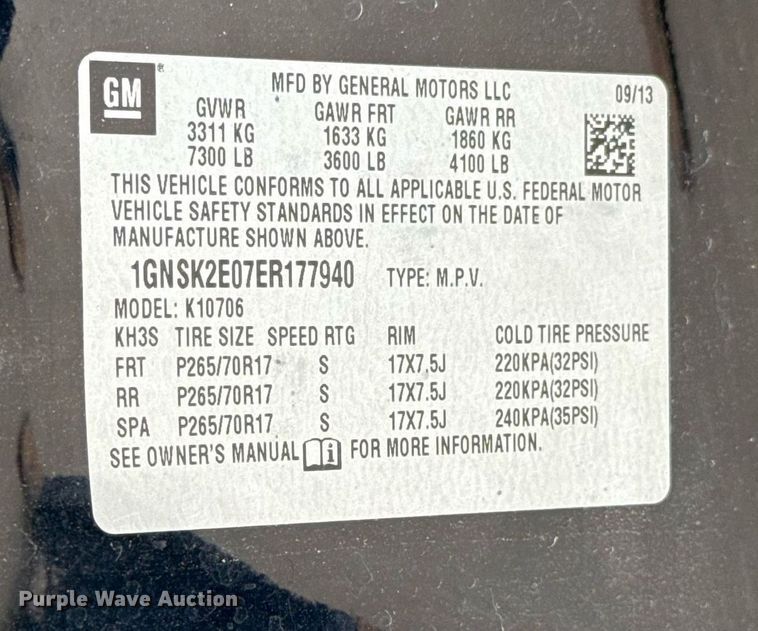 GM
MFD BY GENERAL MOTORS LLC 09/13
GVWR GAWR FRT GAWR RR
3311 KG 1633 KG 1860 KG
7300 LB 3600 LB 4100 LB
THIS VEHICLE CONFORMS TO ALL APPLICABLE U.S. FEDERAL MOTOR
VEHICLE SAFETY STANDARDS IN EFFECT ON THE DATE OF
MANUFACTURE SHOWN ABOVE.
1GNSK2E07ER177940 TYPE: M.P.V.
MODEL: K10706
KH3S TIRE SIZE SPEED RTG RIM COLD TIRE PRESSURE
FRT P265/70R17 S 17X7.5J 220KPA(32PSI)
RR P265/70R17 S 17X7.5J 220KPA(32PSI)
SPA P265/70R17 S 17X7.5J 240KPA(35PSI)
SEE OWNER'S MANUAL i FOR MORE INFORMATION.
Purple Wave Auction